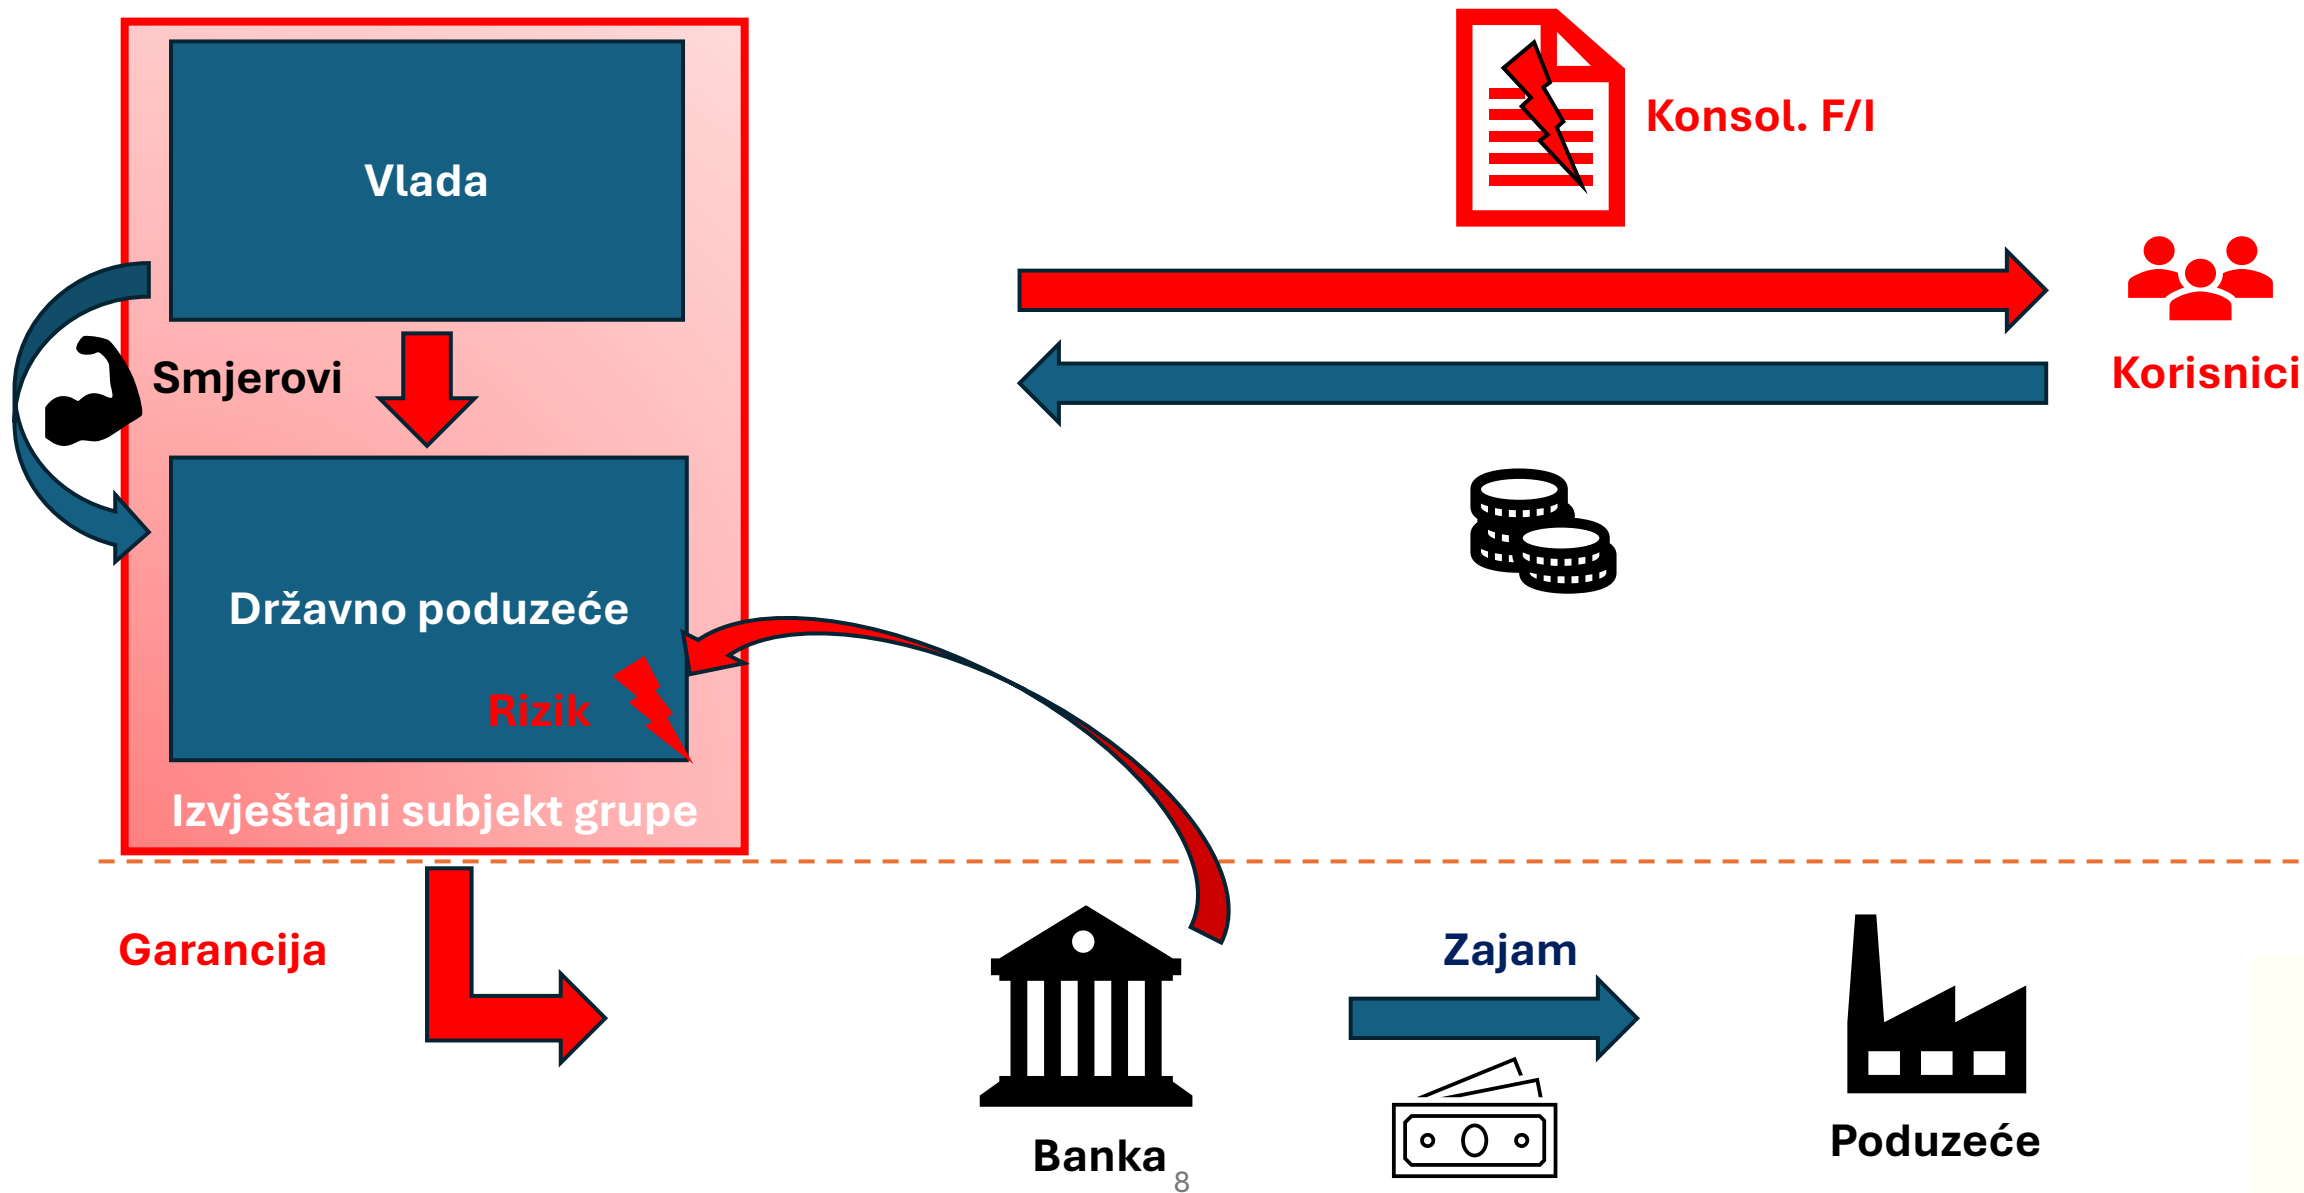 Vlada
Konsol. F/I
Smjerovi
Korisnici
Državno poduzeće
Rizik
Izvještajni subjekt grupe
Garancija
Zajam
Banka
Poduzeće
8